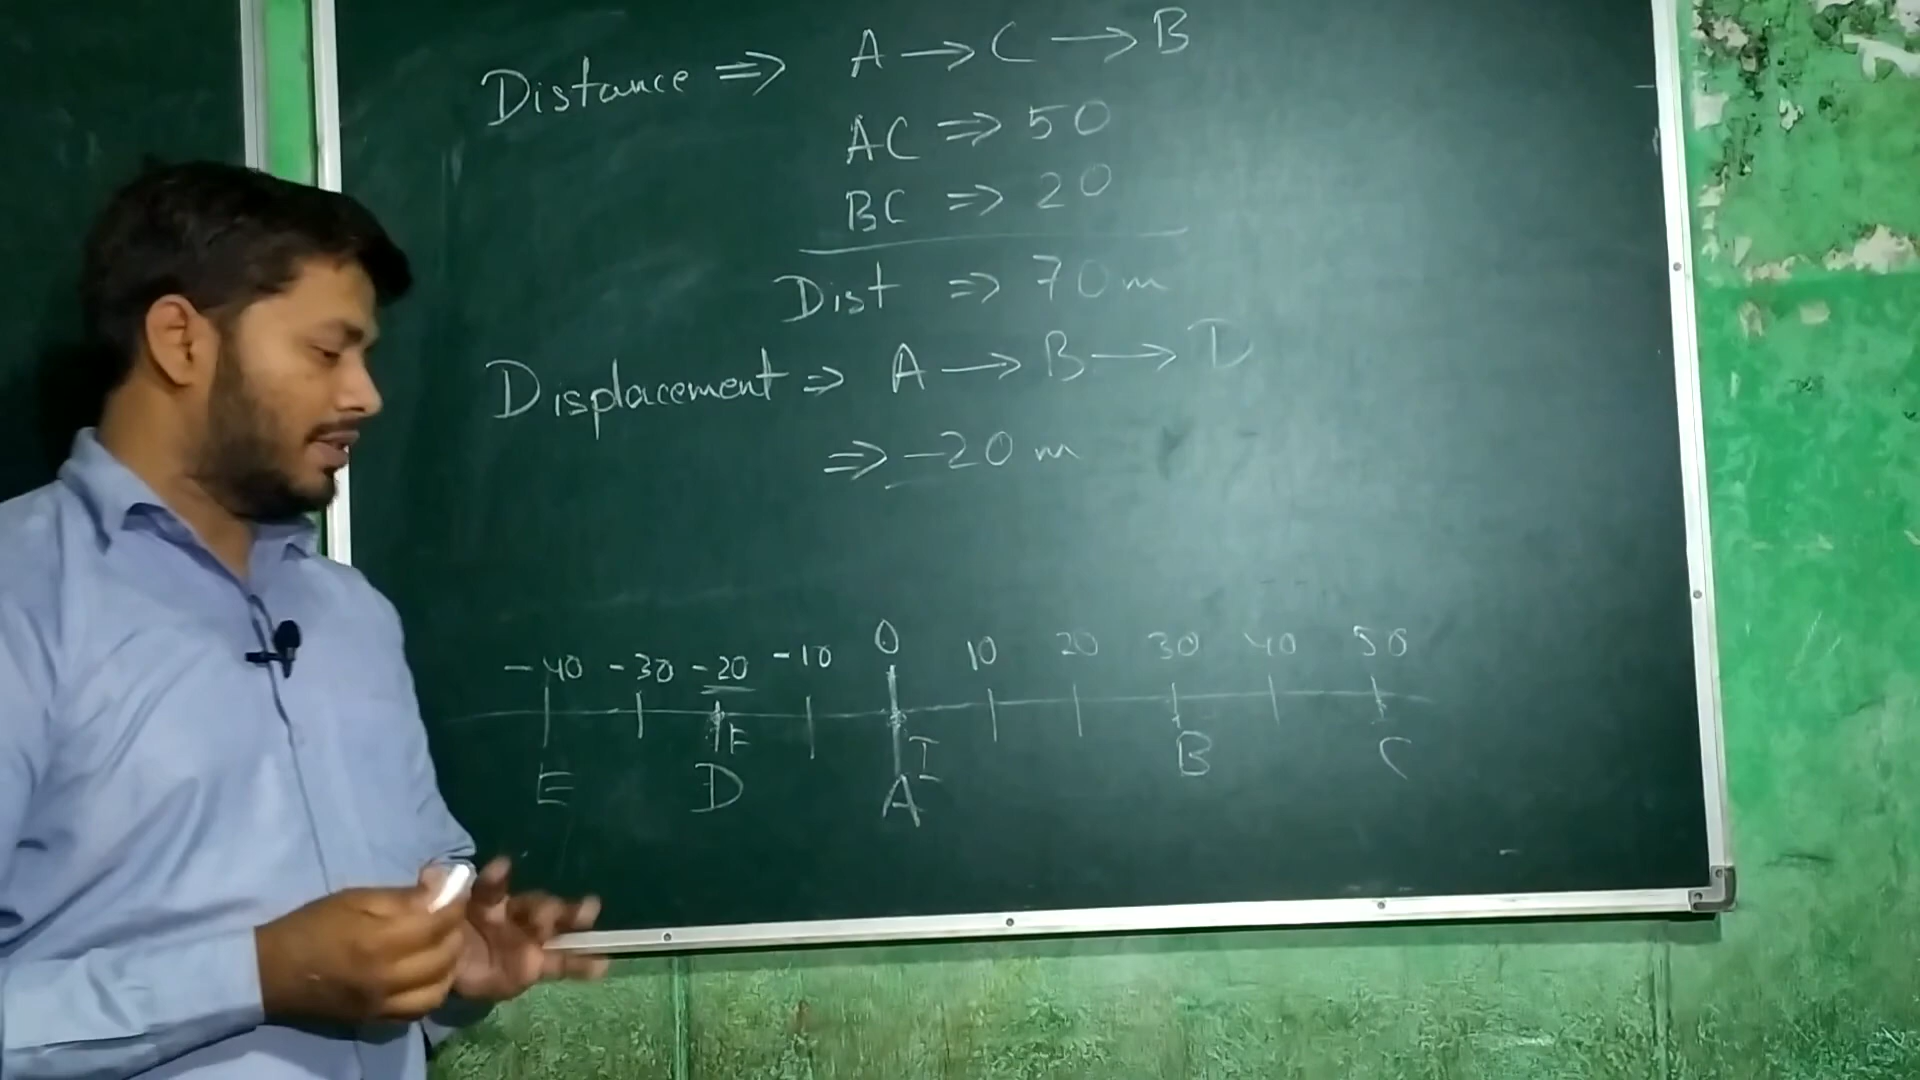 Distance ⇒ A → C → B
AC ⇒ 50
BC ⇒ 20
Dist ⇒ 70 m
Displacement ⇒ A → B → D
⇒ -20 m
-40 -30 -20 -10 0 10 20 30 40 50
F I
E D A B C